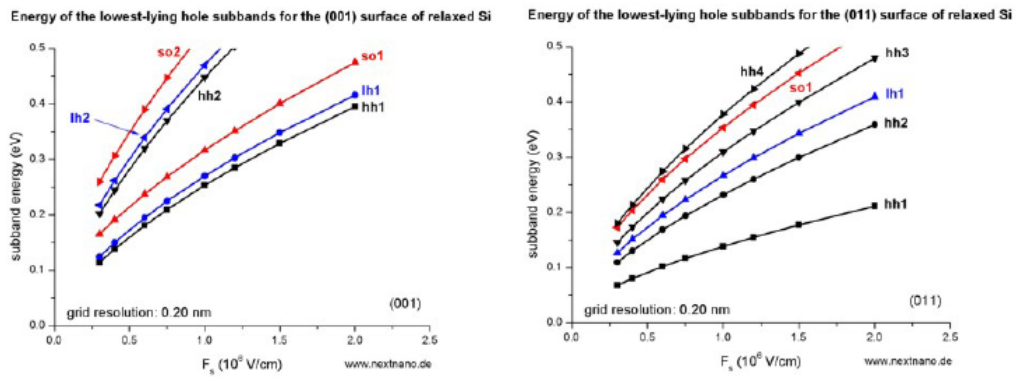 Energy of the lowest-lying hole subbands for the (001) surface of relaxed Si
0.5
0.4
0.3
0.2
0.1
0.0
subband energy (eV)
so2
so1
lh2
hh2
lh1
hh1
grid resolution: 0.20 nm
(001)
0.0
0.5
1.0
1.5
2.0
2.5
F_s (10^6 V/cm)
www.nextnano.de
Energy of the lowest-lying hole subbands for the (011) surface of relaxed Si
0.5
0.4
0.3
0.2
0.1
0.0
subband energy (eV)
hh4
so1
hh3
lh1
hh2
hh1
grid resolution: 0.20 nm
(011)
0.0
0.5
1.0
1.5
2.0
2.5
F_s (10^6 V/cm)
www.nextnano.de